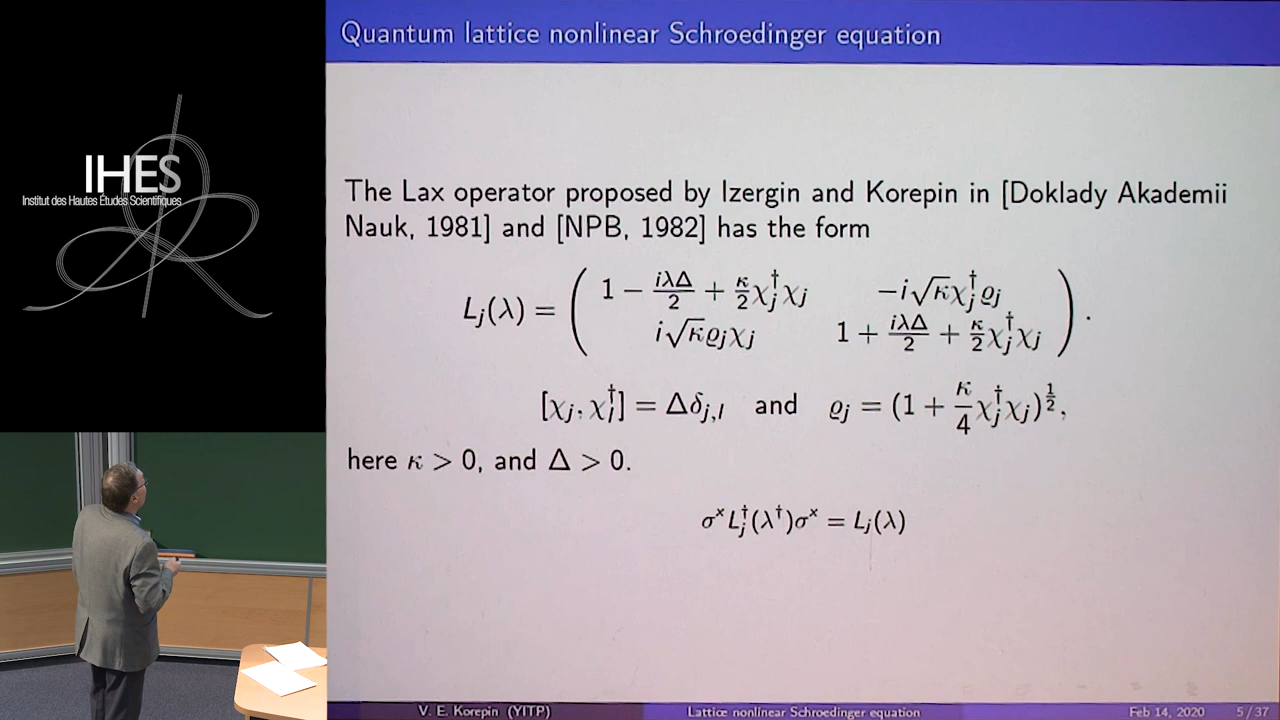 IHES
Institut des Hautes Études Scientifiques
Quantum lattice nonlinear Schroedinger equation
The Lax operator proposed by Izergin and Korepin in [Doklady Akademii
Nauk, 1981] and [NPB, 1982] has the form
L_j(λ) = ( 1 − iλΔ/2 + κ/2 χ_j†χ_j    −i√κχ_j†ϱ_j
i√κϱ_jχ_j    1 + iλΔ/2 + κ/2 χ_j†χ_j ) .
[χ_j, χ_l†] = Δδ_{j,l} and ϱ_j = (1 + κ/4 χ_j†χ_j)^{1/2},
here κ > 0, and Δ > 0.
σ^x L_j†(λ†)σ^x = L_j(λ)
V. E. Korepin (YITP) Lattice nonlinear Schroedinger equation Feb 14, 2020 5 / 37